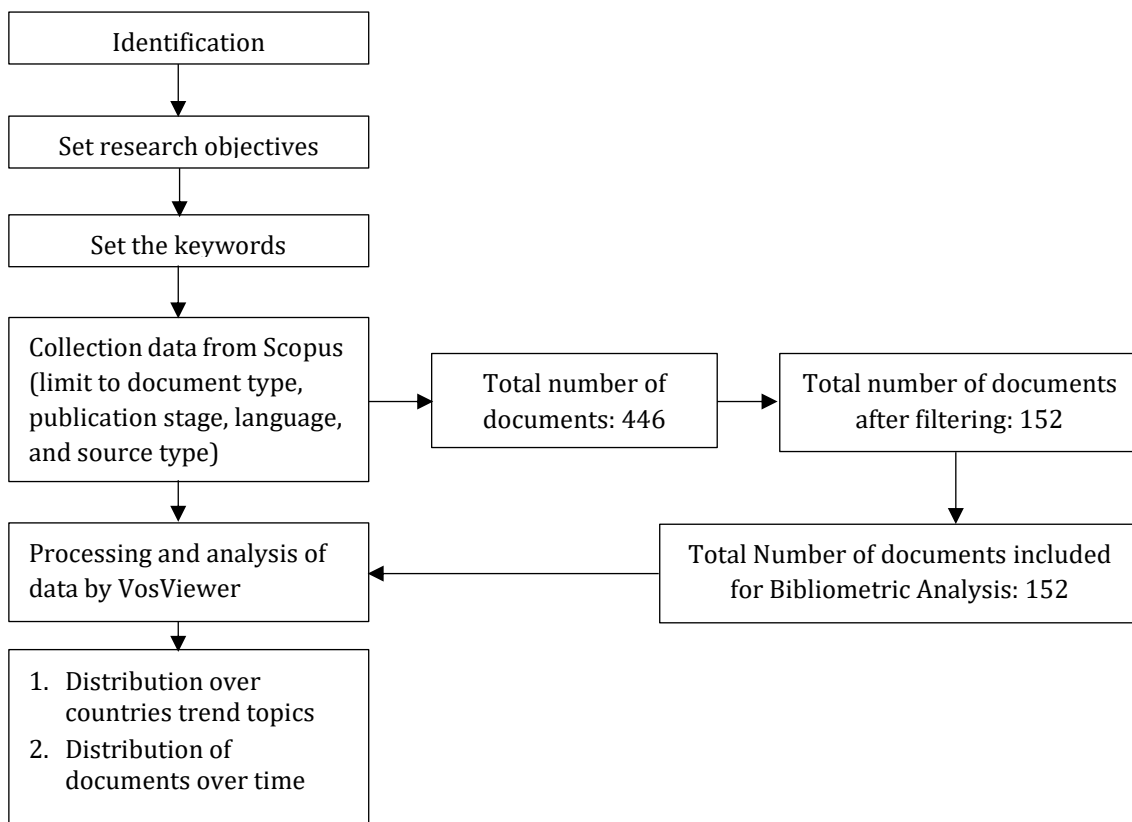 Identification
Set research objectives
Set the keywords
Collection data from Scopus
(limit to document type,
publication stage, language,
and source type)
Total number of
documents: 446
Total number of documents
after filtering: 152
Processing and analysis of
data by VosViewer
Total Number of documents included
for Bibliometric Analysis: 152
1. Distribution over
countries trend topics
2. Distribution of
documents over time